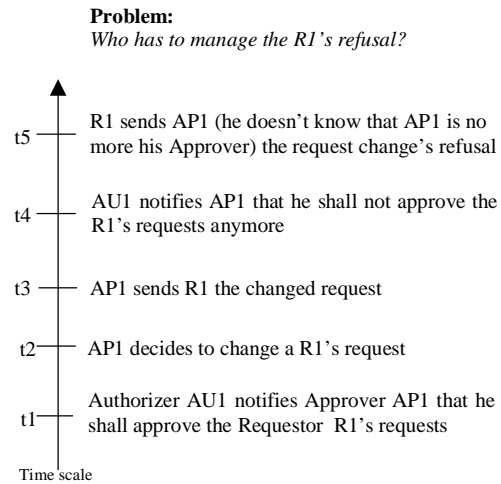 Problem:
Who has to manage the R1's refusal?
t5
R1 sends AP1 (he doesn't know that AP1 is no
more his Approver) the request change's refusal
t4
AU1 notifies AP1 that he shall not approve the
R1's requests anymore
t3
AP1 sends R1 the changed request
t2
AP1 decides to change a R1's request
t1
Authorizer AU1 notifies Approver AP1 that he
shall approve the Requestor R1's requests
Time scale